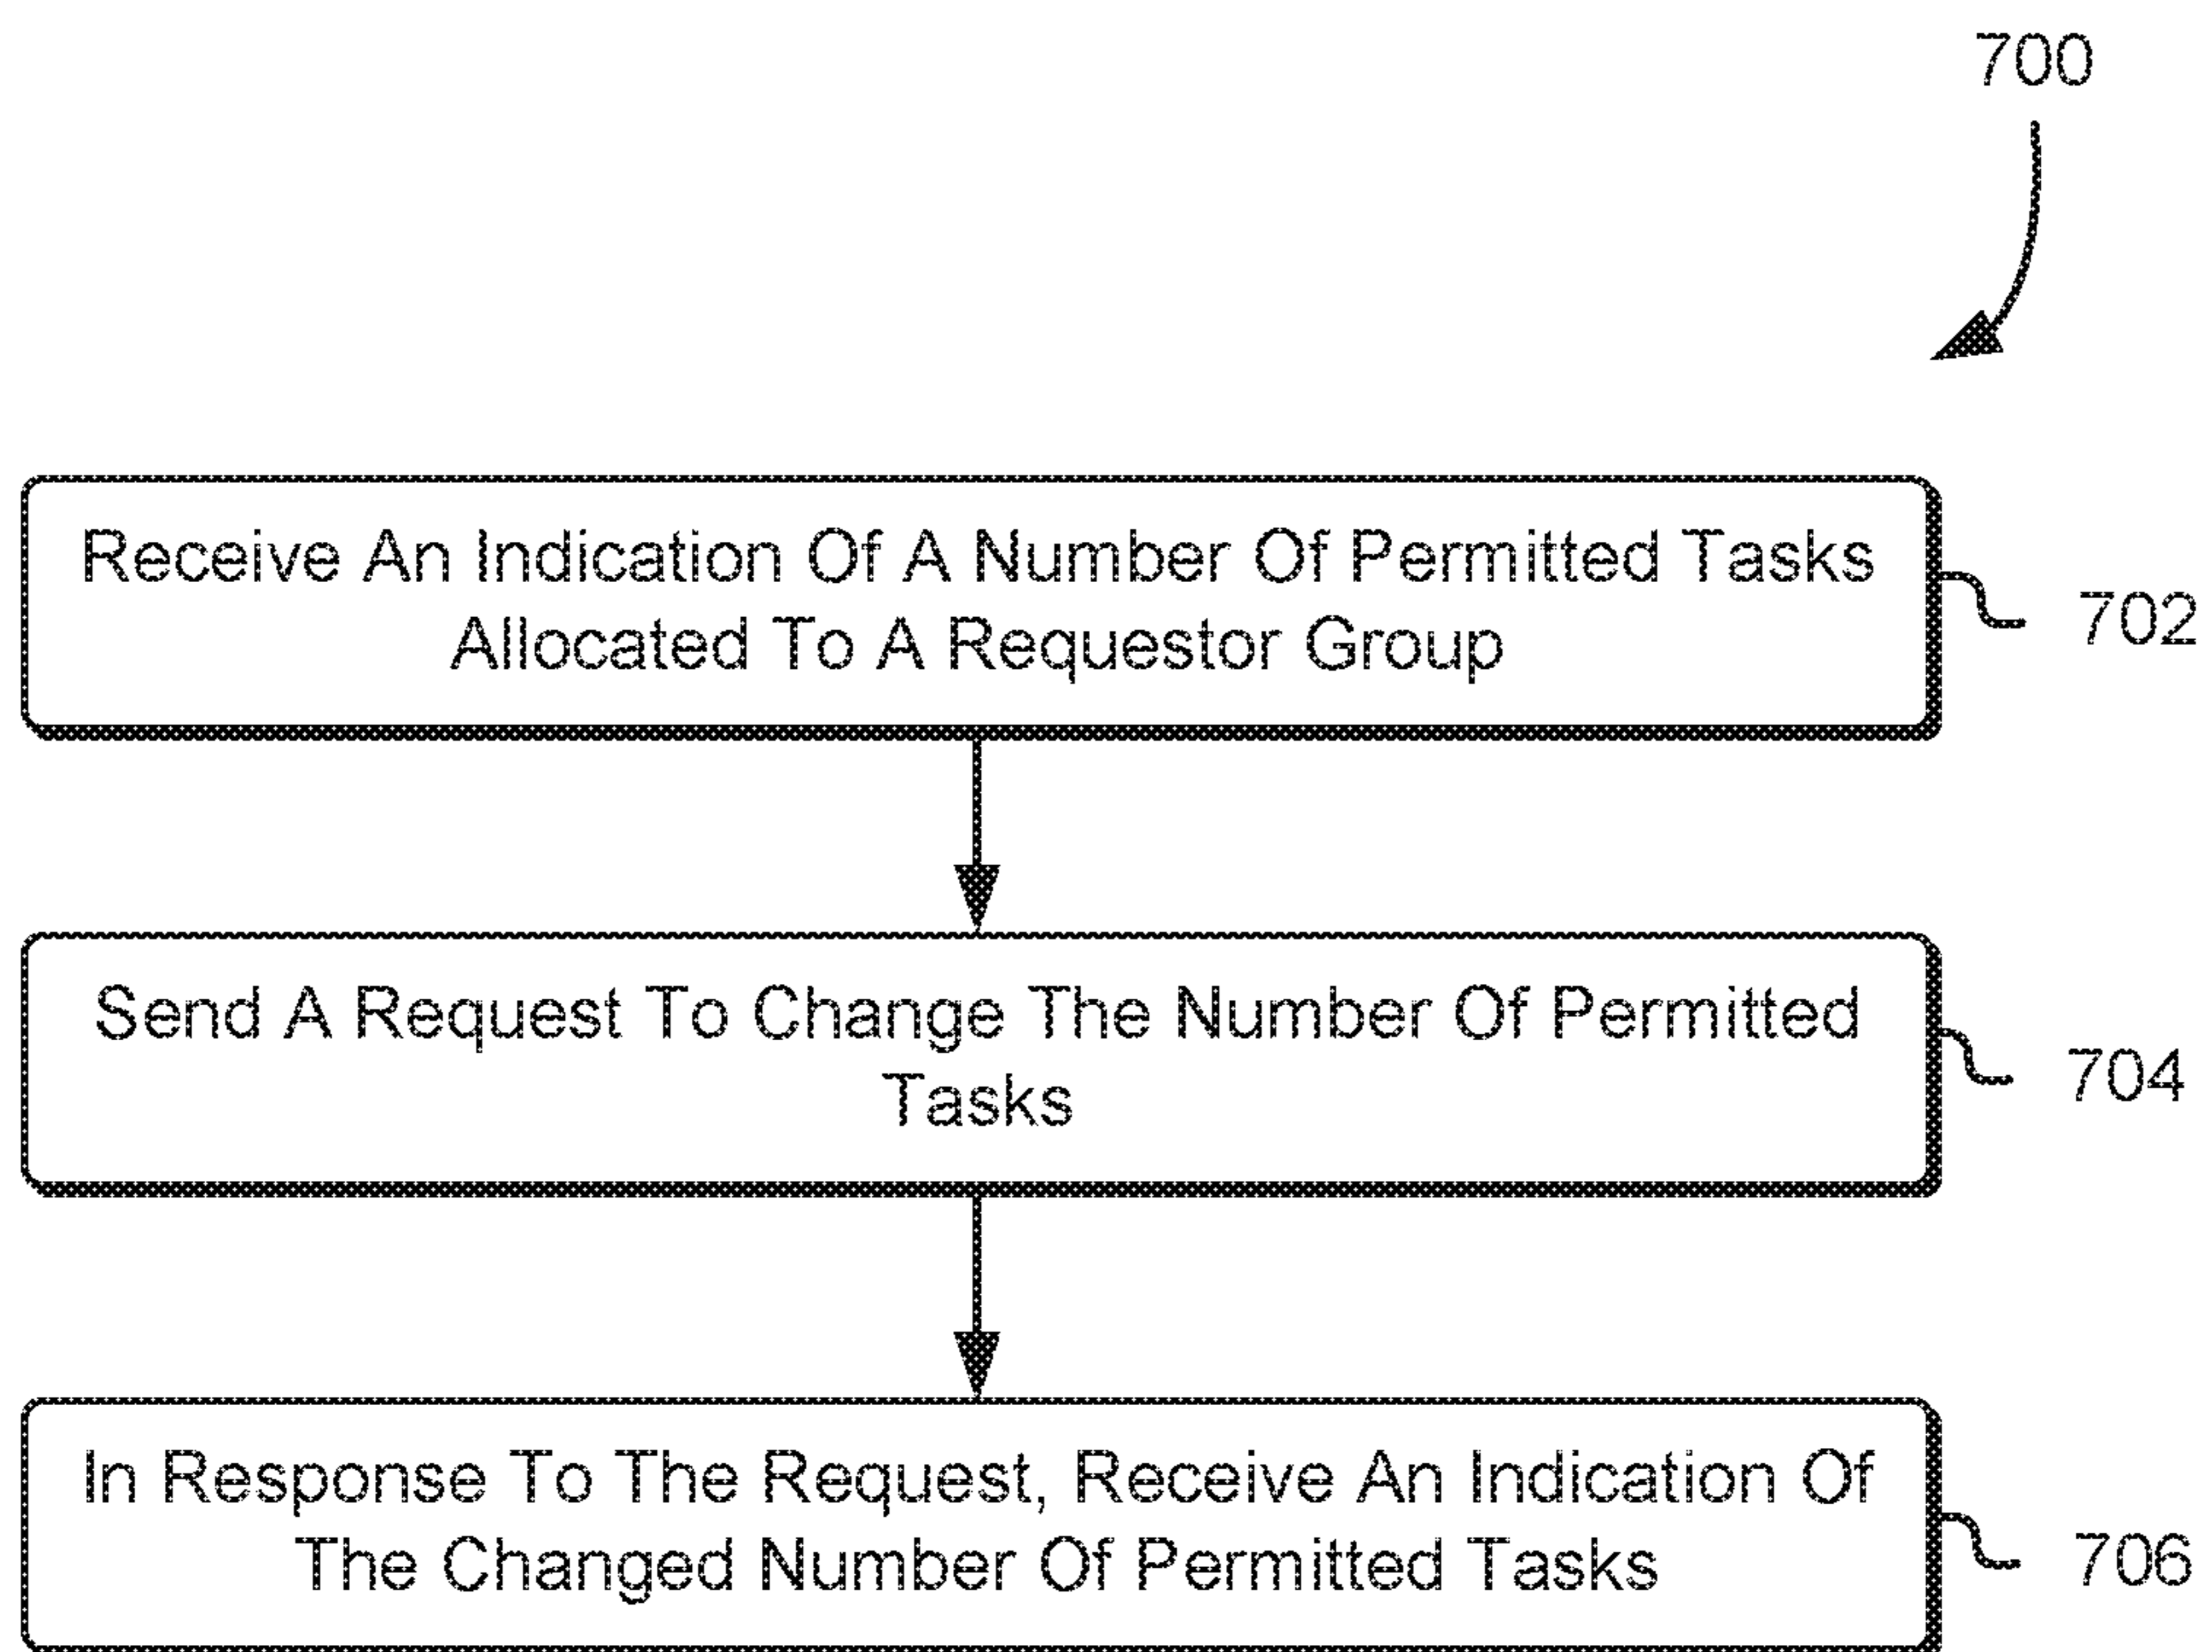 700
Receive An Indication Of A Number Of Permitted Tasks
Allocated To A Requestor Group
702
Send A Request To Change The Number Of Permitted
Tasks
704
In Response To The Request, Receive An Indication Of
The Changed Number Of Permitted Tasks
706